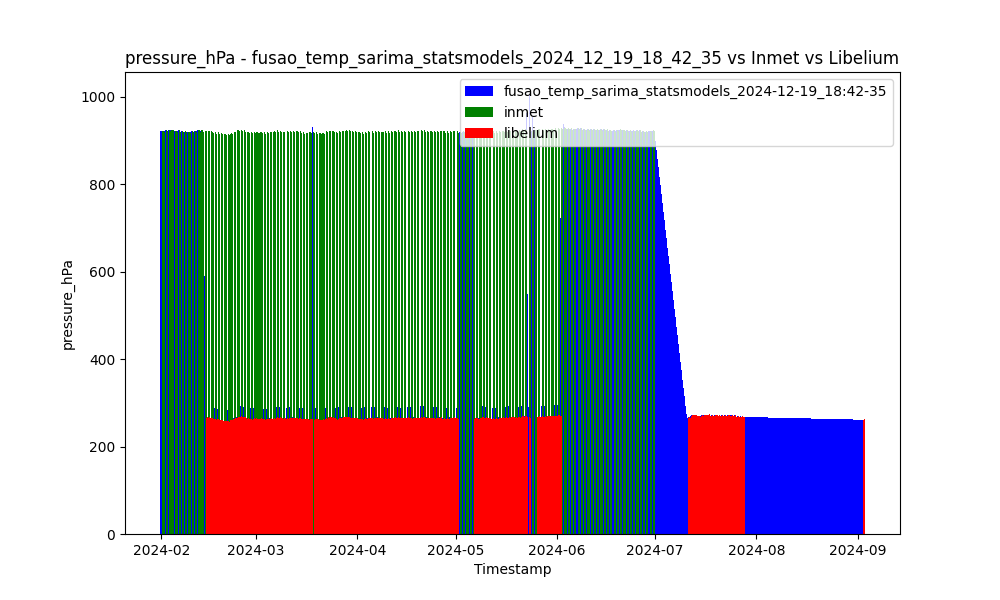 pressure_hPa - fusao_temp_sarima_statsmodels_2024_12_19_18_42_35 vs Inmet vs Libelium
fusao_temp_sarima_statsmodels_2024-12-19_18:42-35
inmet
libelium
1000
800
600
400
200
0
pressure_hPa
2024-02 2024-03 2024-04 2024-05 2024-06 2024-07 2024-08 2024-09
Timestamp